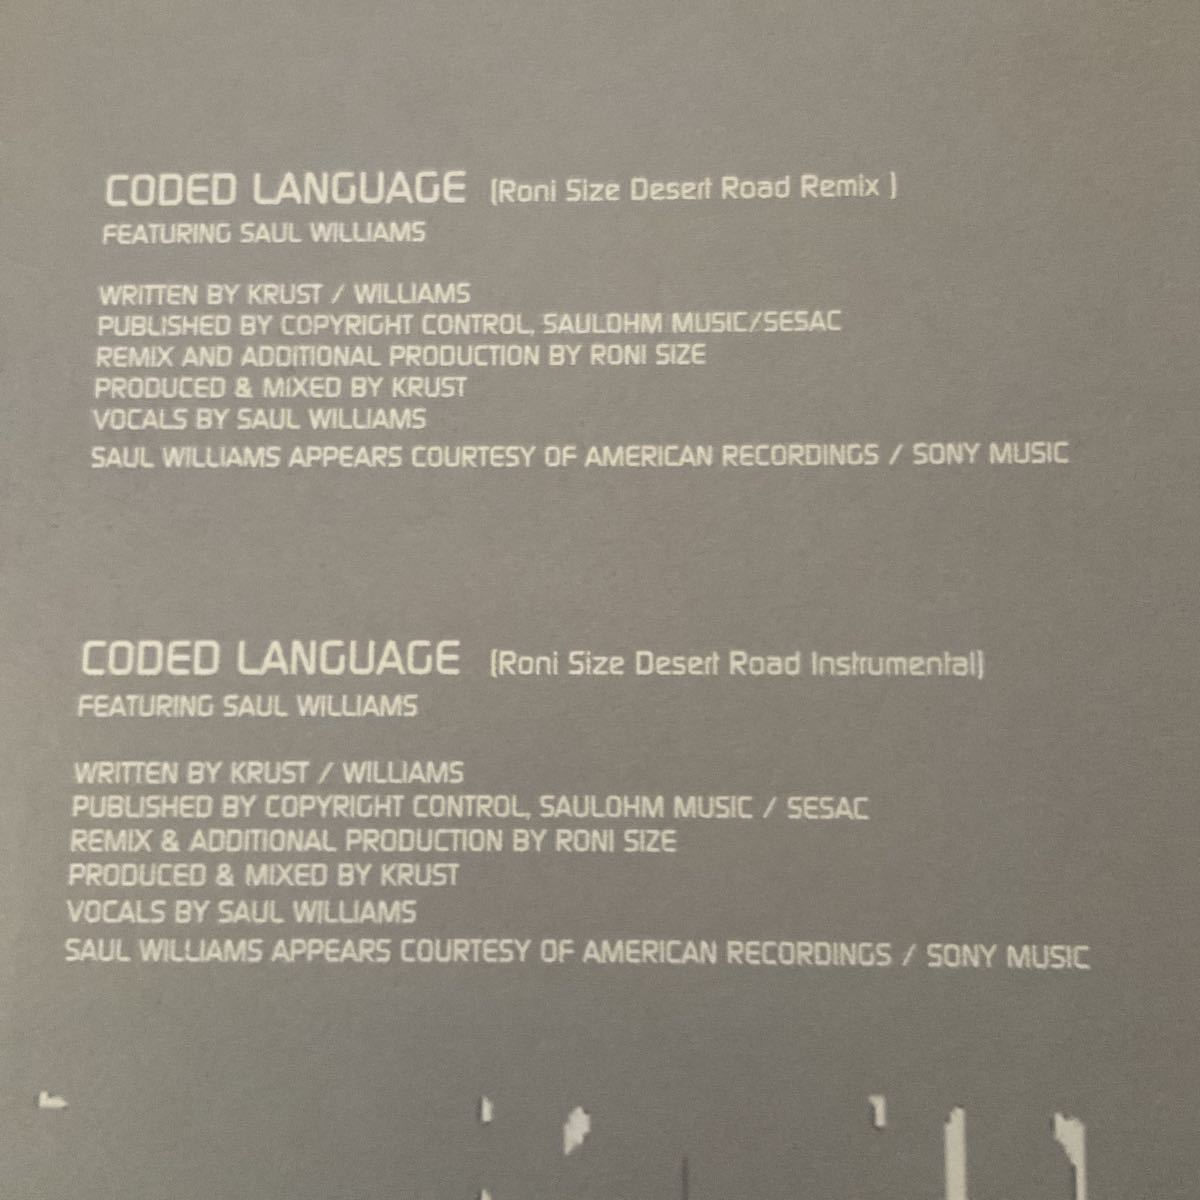 CODED LANGUAGE (Roni Size Desert Road Remix )
FEATURING SAUL WILLIAMS
WRITTEN BY KRUST / WILLIAMS
PUBLISHED BY COPYRIGHT CONTROL, SAULOHM MUSIC/SESAC
REMIX AND ADDITIONAL PRODUCTION BY RONI SIZE
PRODUCED & MIXED BY KRUST
VOCALS BY SAUL WILLIAMS
SAUL WILLIAMS APPEARS COURTESY OF AMERICAN RECORDINGS / SONY MUSIC
CODED LANGUAGE (Roni Size Desert Road Instrumental)
FEATURING SAUL WILLIAMS
WRITTEN BY KRUST / WILLIAMS
PUBLISHED BY COPYRIGHT CONTROL, SAULOHM MUSIC / SESAC
REMIX & ADDITIONAL PRODUCTION BY RONI SIZE
PRODUCED & MIXED BY KRUST
VOCALS BY SAUL WILLIAMS
SAUL WILLIAMS APPEARS COURTESY OF AMERICAN RECORDINGS / SONY MUSIC